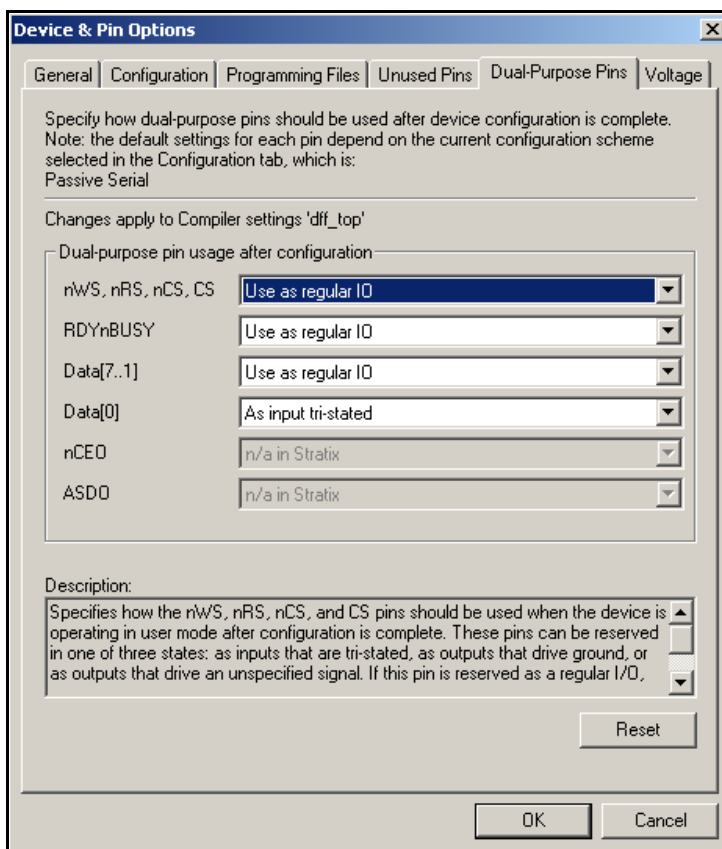 Device & Pin Options
General
Configuration
Programming Files
Unused Pins
Dual-Purpose Pins
Voltage
Specify how dual-purpose pins should be used after device configuration is complete.
Note: the default settings for each pin depend on the current configuration scheme
selected in the Configuration tab, which is:
Passive Serial
Changes apply to Compiler settings 'dff_top'
Dual-purpose pin usage after configuration
nWS, nRS, nCS, CS Use as regular IO
RDYnBUSY Use as regular IO
Data[7..1] Use as regular IO
Data[0] As input tri-stated
nCEO n/a in Stratix
ASDO n/a in Stratix
Description:
Specifies how the nWS, nRS, nCS, and CS pins should be used when the device is
operating in user mode after configuration is complete. These pins can be reserved
in one of three states: as inputs that are tri-stated, as outputs that drive ground, or
as outputs that drive an unspecified signal. If this pin is reserved as a regular I/O,
Reset
OK
Cancel